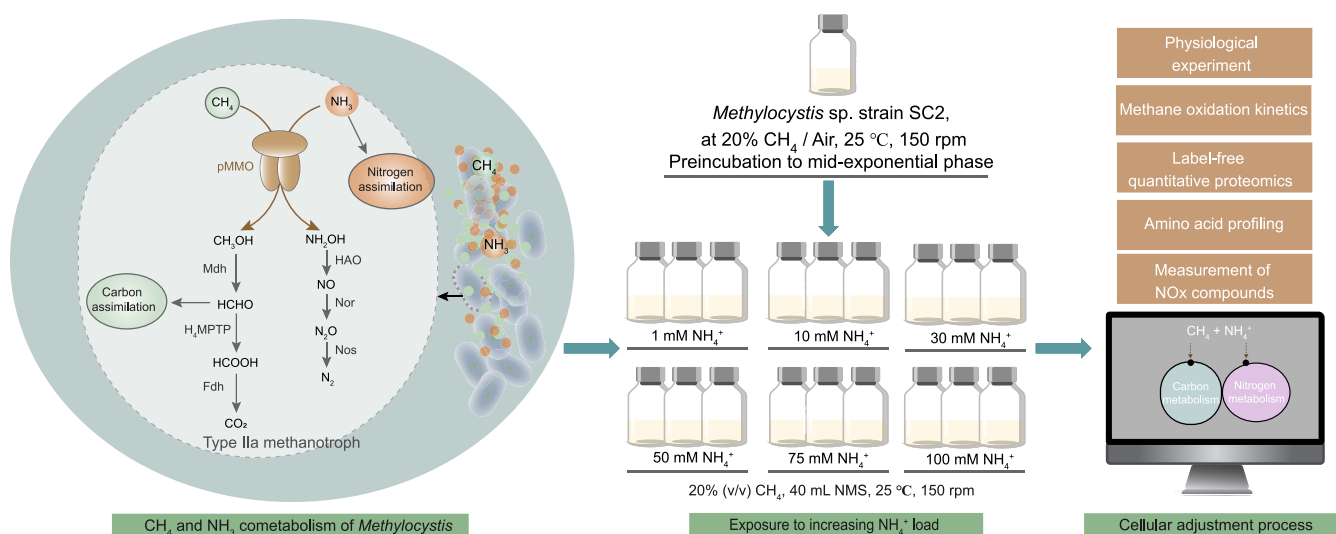 CH₄
NH₃
pMMO
Nitrogen
assimilation
CH₃OH
NH₂OH
Mdh
HAO
Carbon
assimilation
HCHO
NO
Nor
H₄MPTP
N₂O
HCOOH
Nos
Fdh
N₂
CO₂
Type IIa methanotroph
CH₄
NH₃
CH₄ and NH₃ cometabolism of Methylocystis
Methylocystis sp. strain SC2,
at 20% CH₄ / Air, 25 ℃, 150 rpm
Preincubation to mid-exponential phase
1 mM NH₄⁺
10 mM NH₄⁺
30 mM NH₄⁺
50 mM NH₄⁺
75 mM NH₄⁺
100 mM NH₄⁺
20% (v/v) CH₄, 40 mL NMS, 25 ℃, 150 rpm
Exposure to increasing NH₄⁺ load
Physiological
experiment
Methane oxidation kinetics
Label-free
quantitative proteomics
Amino acid profiling
Measurement of
NOx compounds
CH₄ + NH₄⁺
Carbon
metabolism
Nitrogen
metabolism
Cellular adjustment process